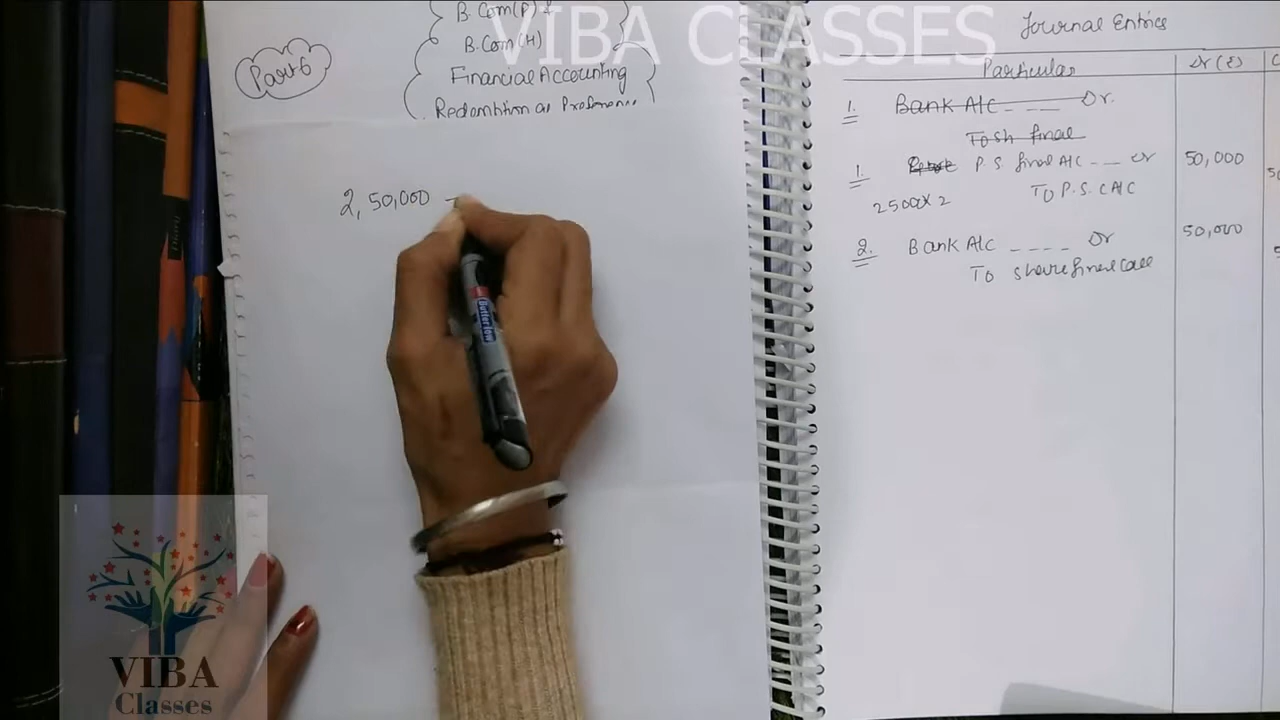 VIBA CLASSES
Part 6
B.Com(P) &
B.Com(H)
Financial Accounting
2,50,000 -
Journal Entries
Particular Dr(₹)
1. Bank A/C ---- Dr.
To sh final
1. P.S. final A/C --- Dr 50,000
2500x2 To P.S. C A/C
2. Bank A/C ---- Dr 50,000
To share final Call
Butterflow
VIBA
Classes